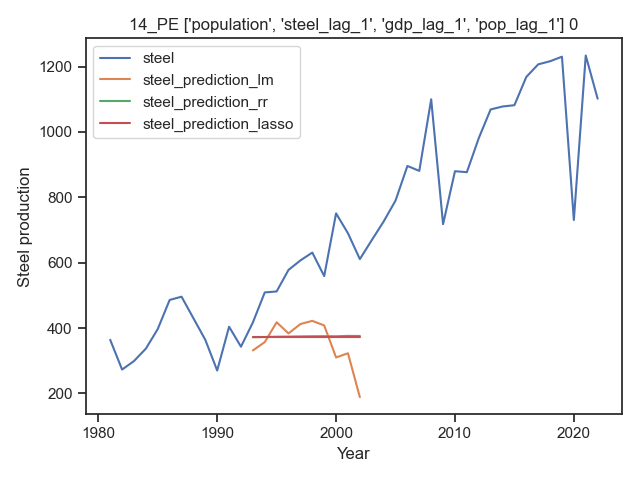 14_PE ['population', 'steel_lag_1', 'gdp_lag_1', 'pop_lag_1'] 0
steel
steel_prediction_lm
steel_prediction_rr
steel_prediction_lasso
Steel production
1200
1000
800
600
400
200
1980
1990
2000
2010
2020
Year